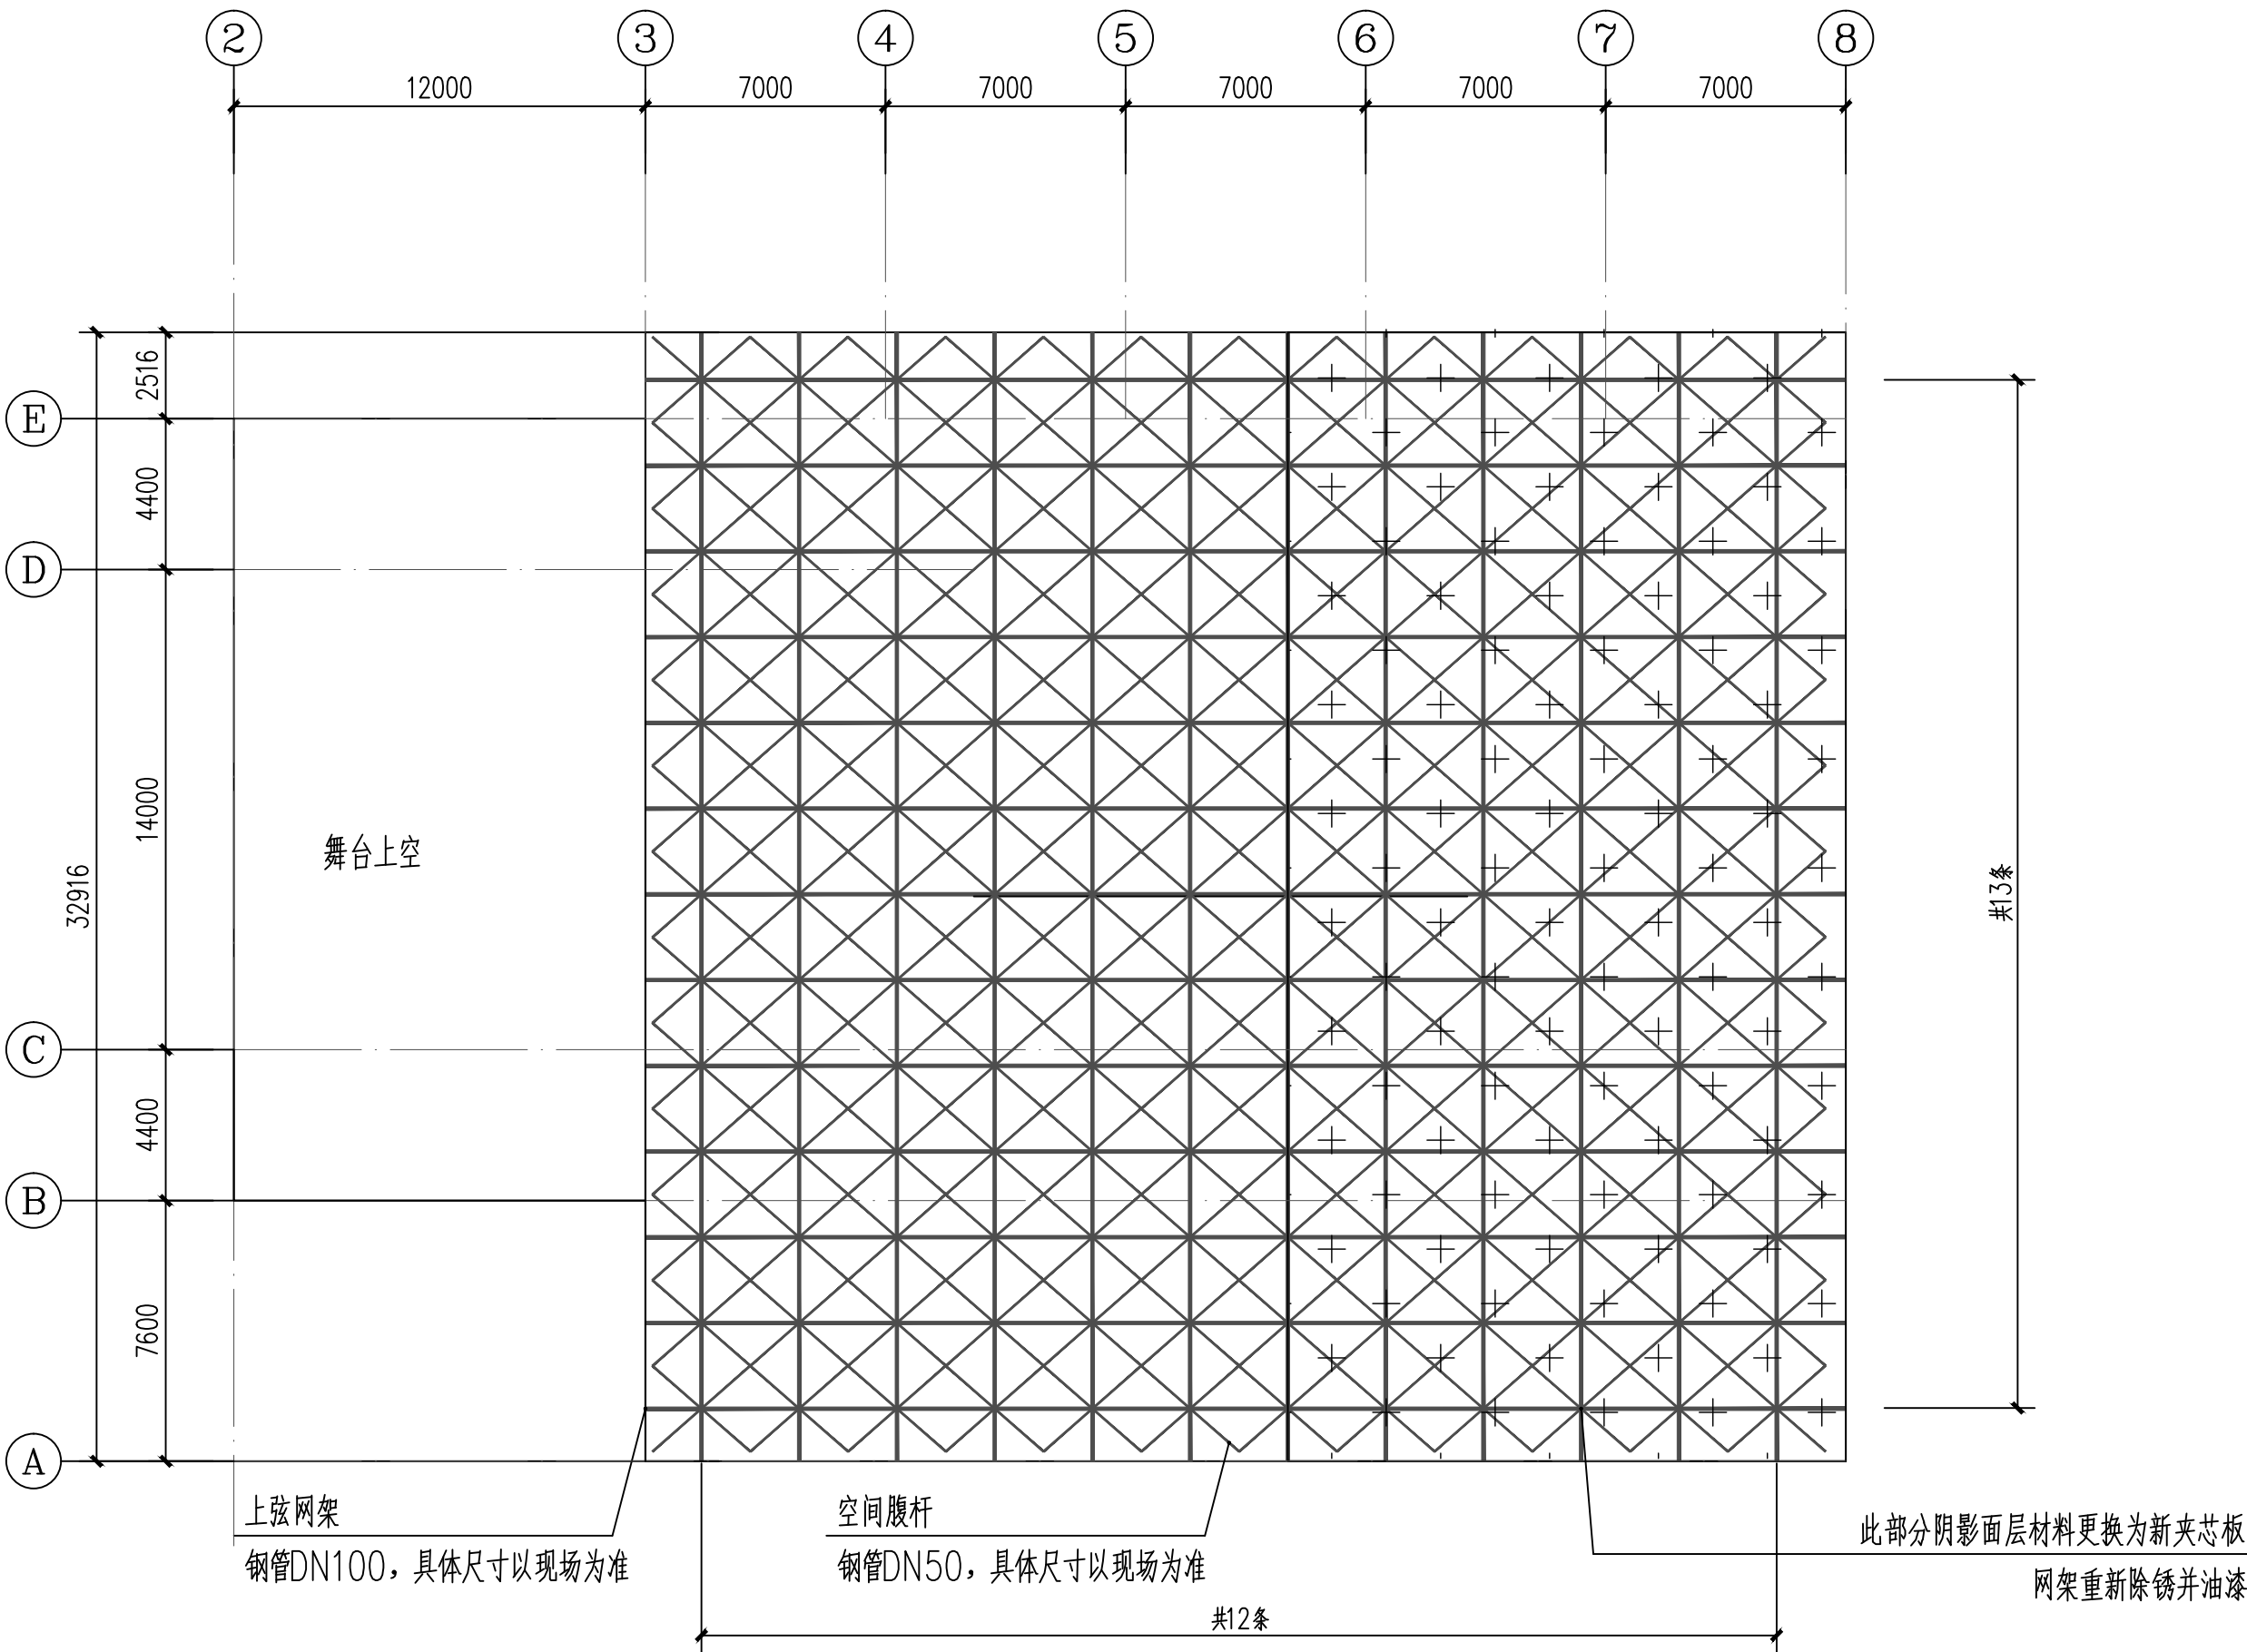 2 3 4 5 6 7 8
12000 7000 7000 7000 7000 7000
2516
E
4400
D
14000
32916
舞台上空
共13条
C
4400
B
7600
A
上弦网架
钢管DN100，具体尺寸以现场为准
空间腹杆
钢管DN50，具体尺寸以现场为准
此部分阴影面层材料更换为新夹芯板
网架重新除锈并油漆
共12条